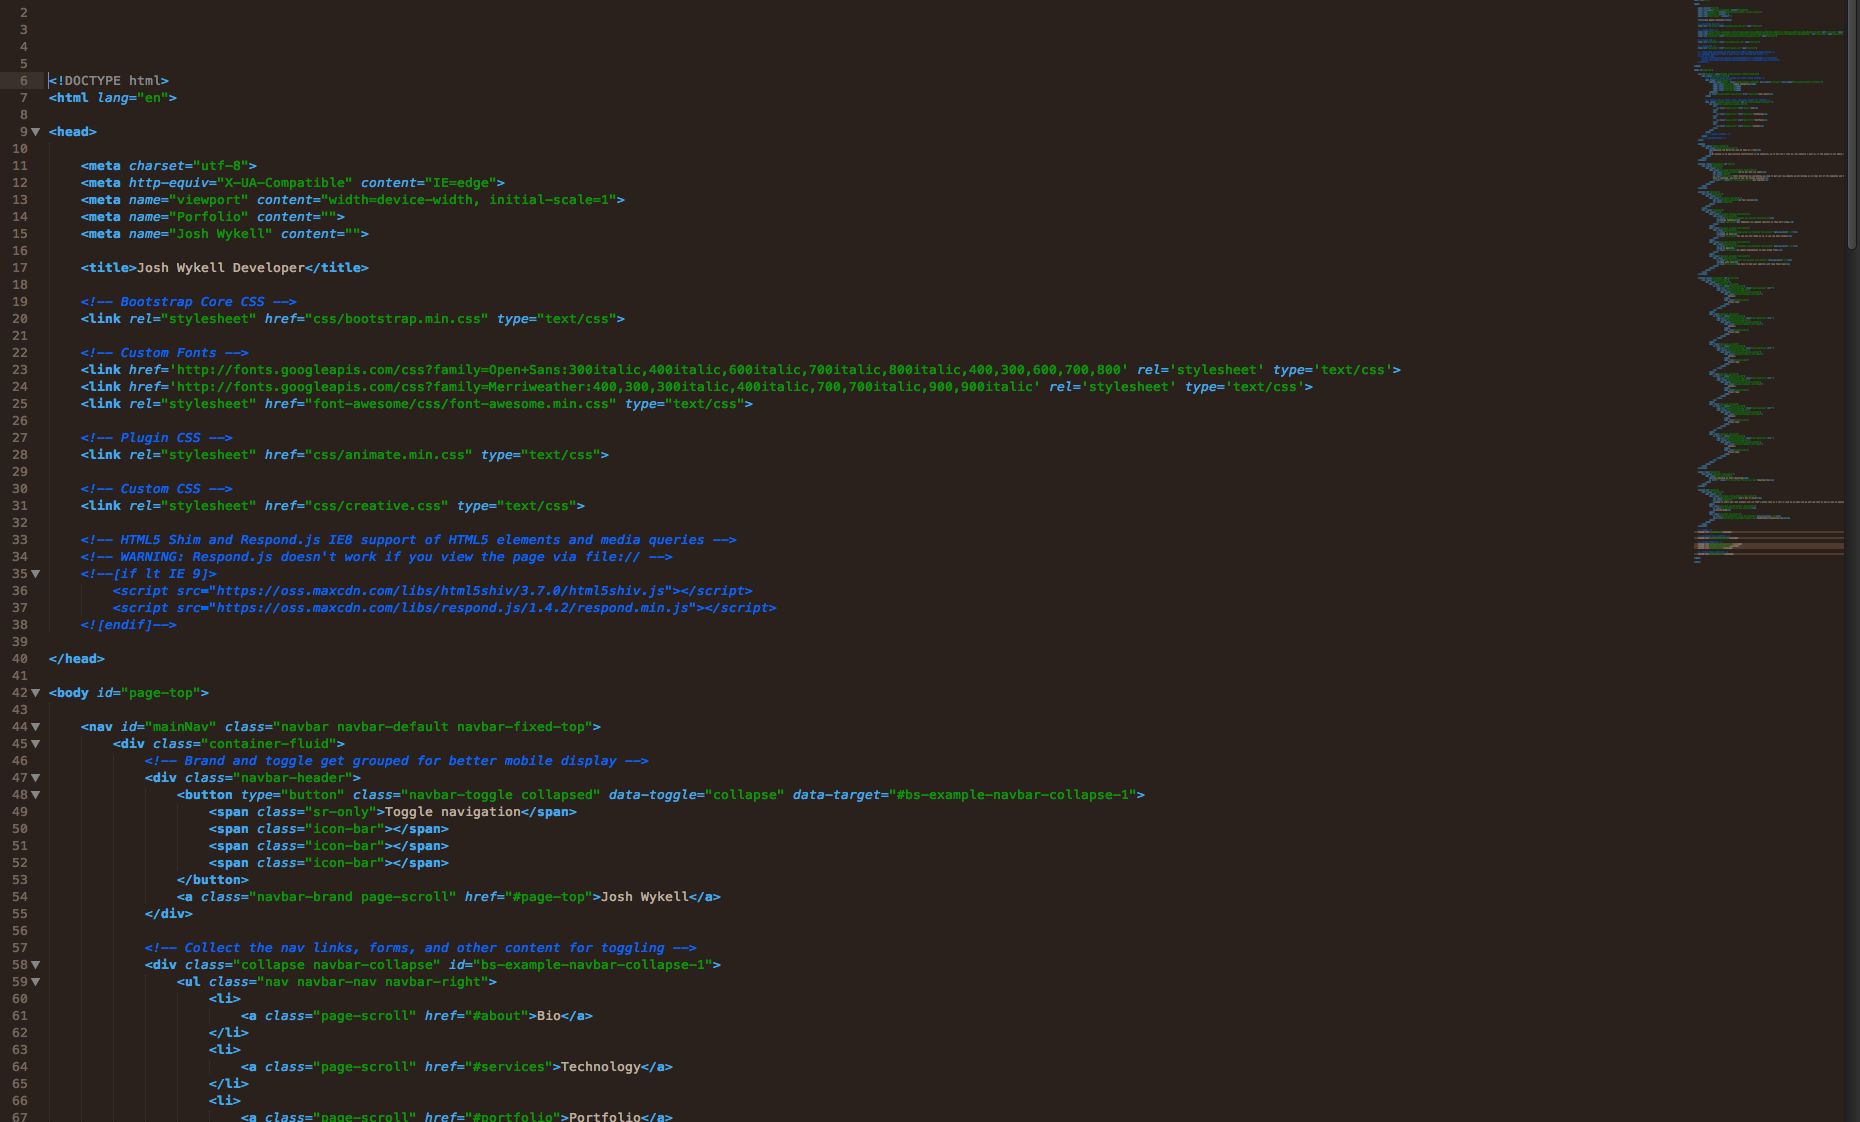 2
3
4
5
6 <!DOCTYPE html>
7 <html lang="en">
8
9 <head>
10
11 <meta charset="utf-8">
12 <meta http-equiv="X-UA-Compatible" content="IE=edge">
13 <meta name="viewport" content="width=device-width, initial-scale=1">
14 <meta name="Porfolio" content="">
15 <meta name="Josh Wykell" content="">
16
17 <title>Josh Wykell Developer</title>
18
19 <!-- Bootstrap Core CSS -->
20 <link rel="stylesheet" href="css/bootstrap.min.css" type="text/css">
21
22 <!-- Custom Fonts -->
23 <link href='http://fonts.googleapis.com/css?family=Open+Sans:300italic,400italic,600italic,700italic,800italic,400,300,600,700,800' rel='stylesheet' type='text/css'>
24 <link href='http://fonts.googleapis.com/css?family=Merriweather:400,300,300italic,400italic,700,700italic,900,900italic' rel='stylesheet' type='text/css'>
25 <link rel="stylesheet" href="font-awesome/css/font-awesome.min.css" type="text/css">
26
27 <!-- Plugin CSS -->
28 <link rel="stylesheet" href="css/animate.min.css" type="text/css">
29
30 <!-- Custom CSS -->
31 <link rel="stylesheet" href="css/creative.css" type="text/css">
32
33 <!-- HTML5 Shim and Respond.js IE8 support of HTML5 elements and media queries -->
34 <!-- WARNING: Respond.js doesn't work if you view the page via file:// -->
35 <!--[if lt IE 9]>
36 <script src="https://oss.maxcdn.com/libs/html5shiv/3.7.0/html5shiv.js"></script>
37 <script src="https://oss.maxcdn.com/libs/respond.js/1.4.2/respond.min.js"></script>
38 <![endif]-->
39
40 </head>
41
42 <body id="page-top">
43
44 <nav id="mainNav" class="navbar navbar-default navbar-fixed-top">
45 <div class="container-fluid">
46 <!-- Brand and toggle get grouped for better mobile display -->
47 <div class="navbar-header">
48 <button type="button" class="navbar-toggle collapsed" data-toggle="collapse" data-target="#bs-example-navbar-collapse-1">
49 <span class="sr-only">Toggle navigation</span>
50 <span class="icon-bar"></span>
51 <span class="icon-bar"></span>
52 <span class="icon-bar"></span>
53 </button>
54 <a class="navbar-brand page-scroll" href="#page-top">Josh Wykell</a>
55 </div>
56
57 <!-- Collect the nav links, forms, and other content for toggling -->
58 <div class="collapse navbar-collapse" id="bs-example-navbar-collapse-1">
59 <ul class="nav navbar-nav navbar-right">
60 <li>
61 <a class="page-scroll" href="#about">Bio</a>
62 </li>
63 <li>
64 <a class="page-scroll" href="#services">Technology</a>
65 </li>
66 <li>
67 <a class="page-scroll" href="#portfolio">Portfolio</a>